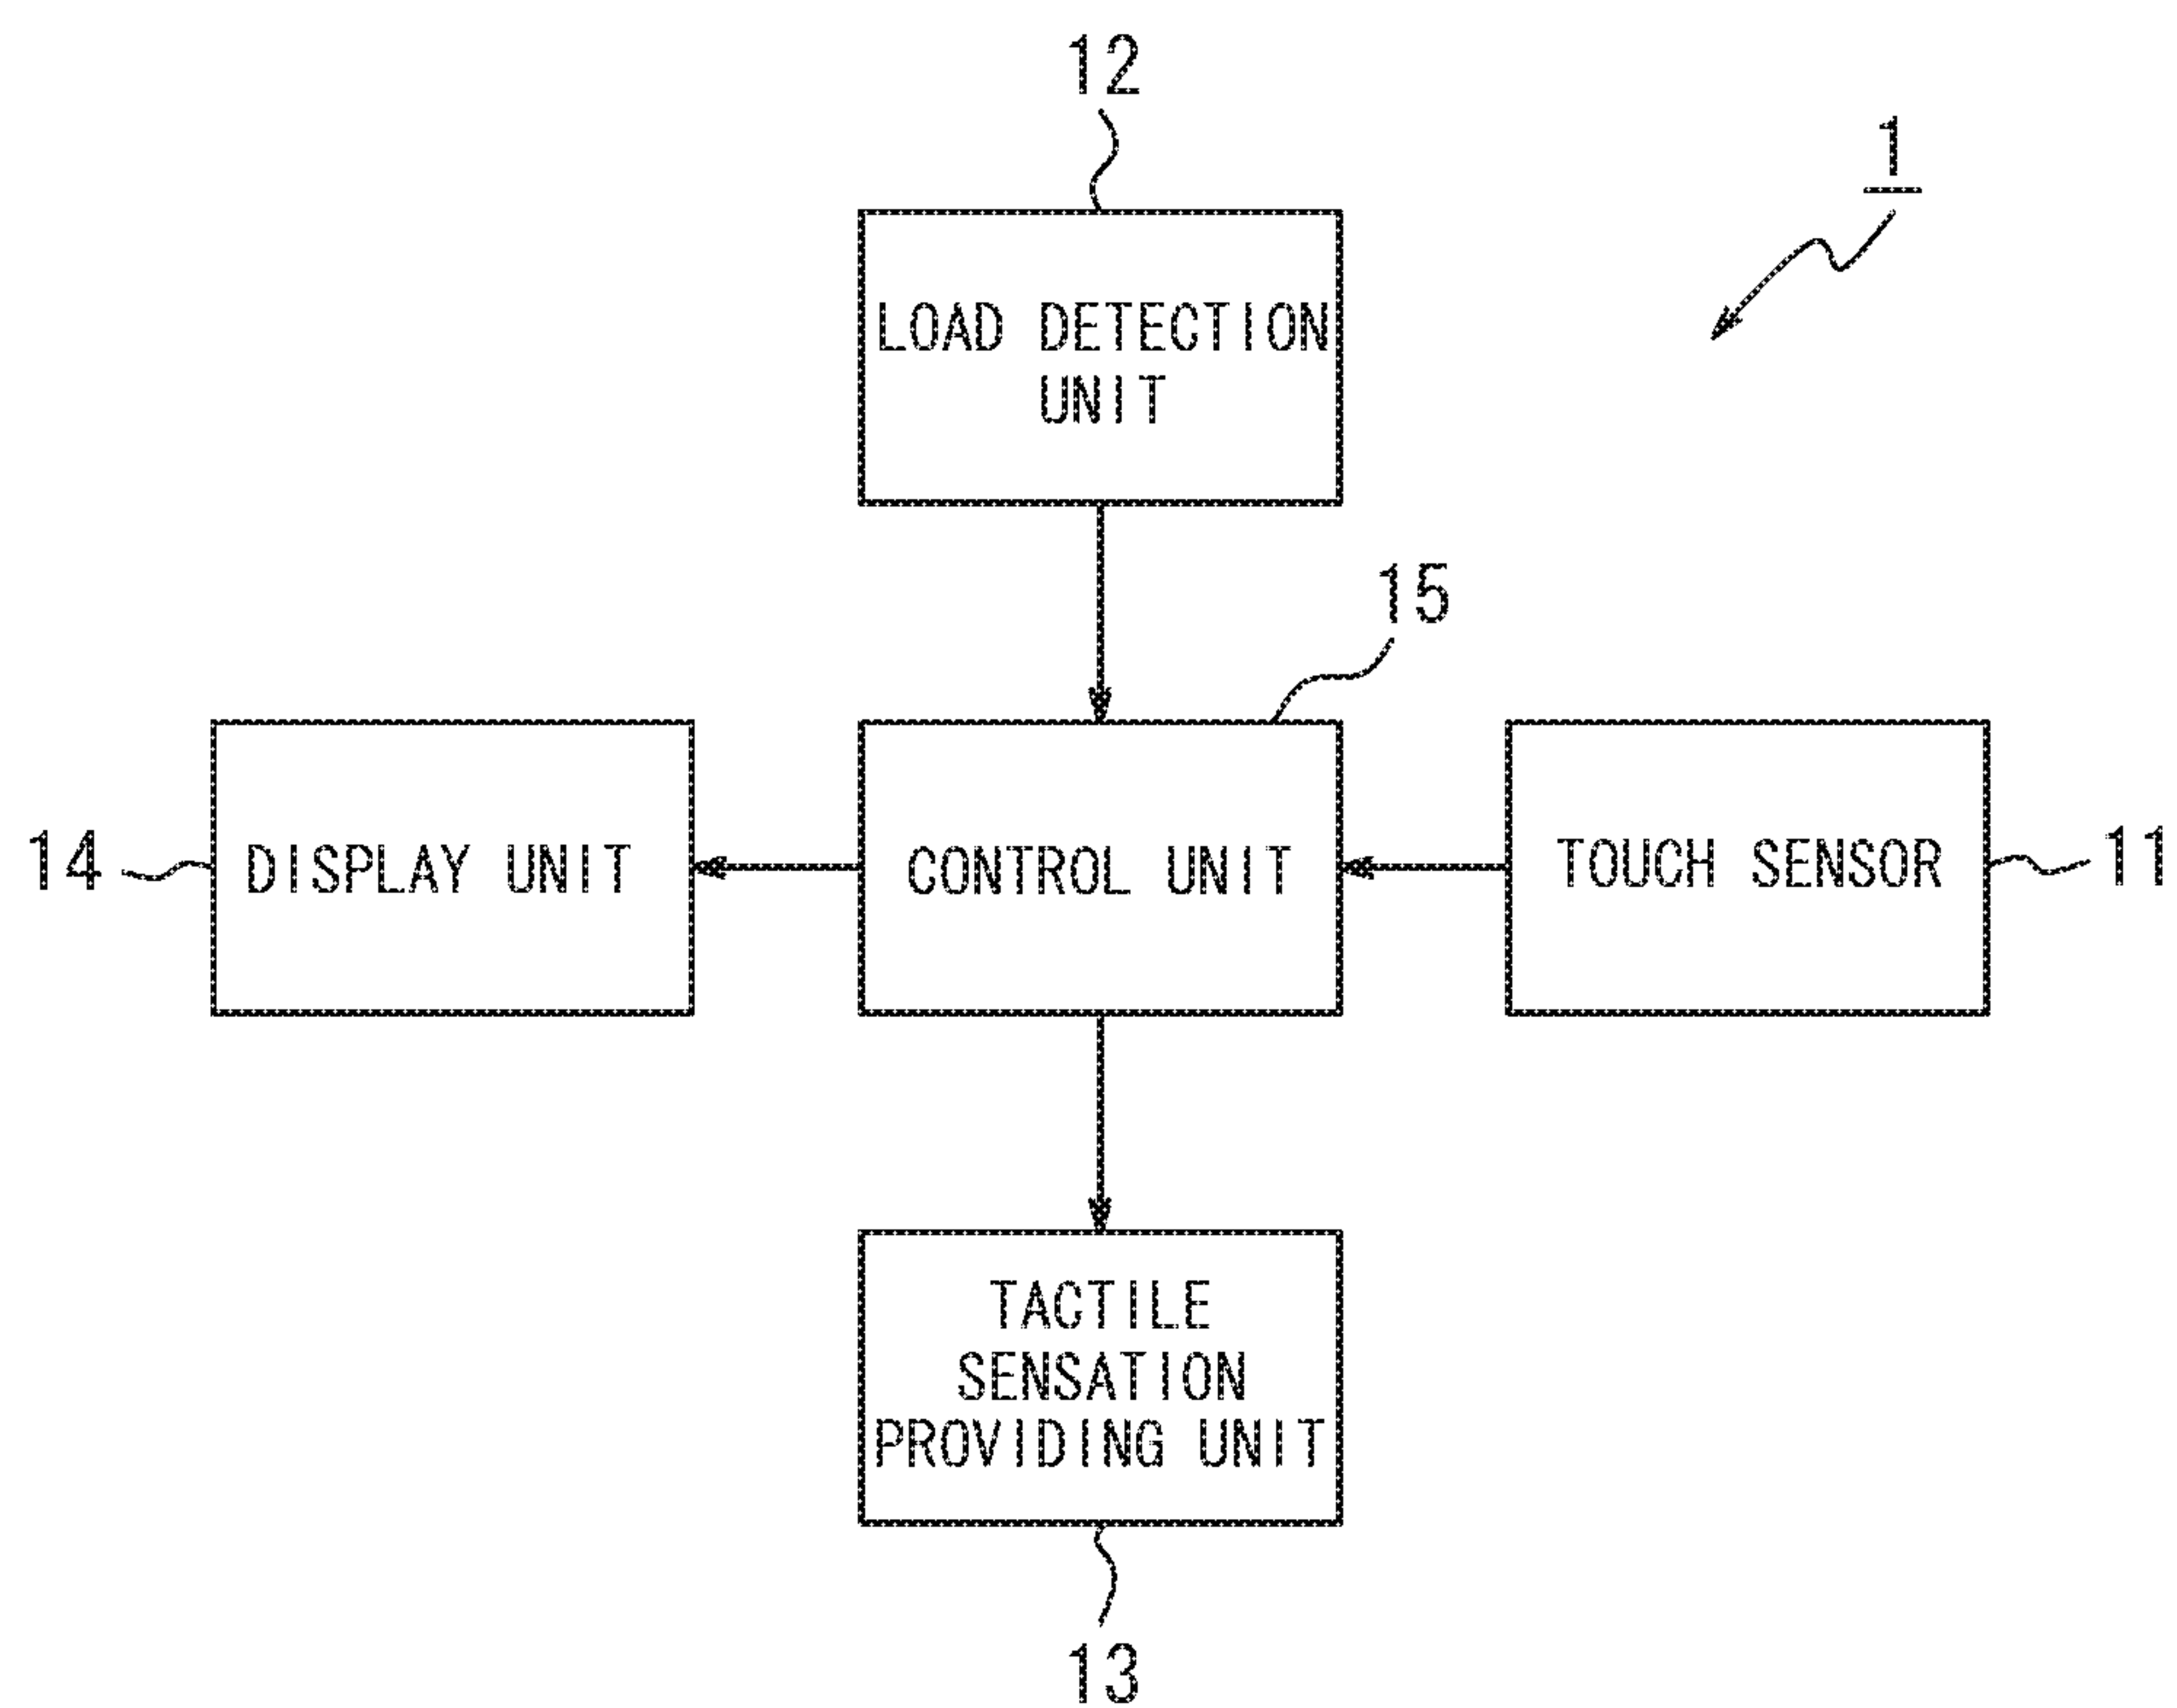 12
1
LOAD DETECTION
UNIT
15
14
DISPLAY UNIT
CONTROL UNIT
TOUCH SENSOR
11
TACTILE
SENSATION
PROVIDING UNIT
13